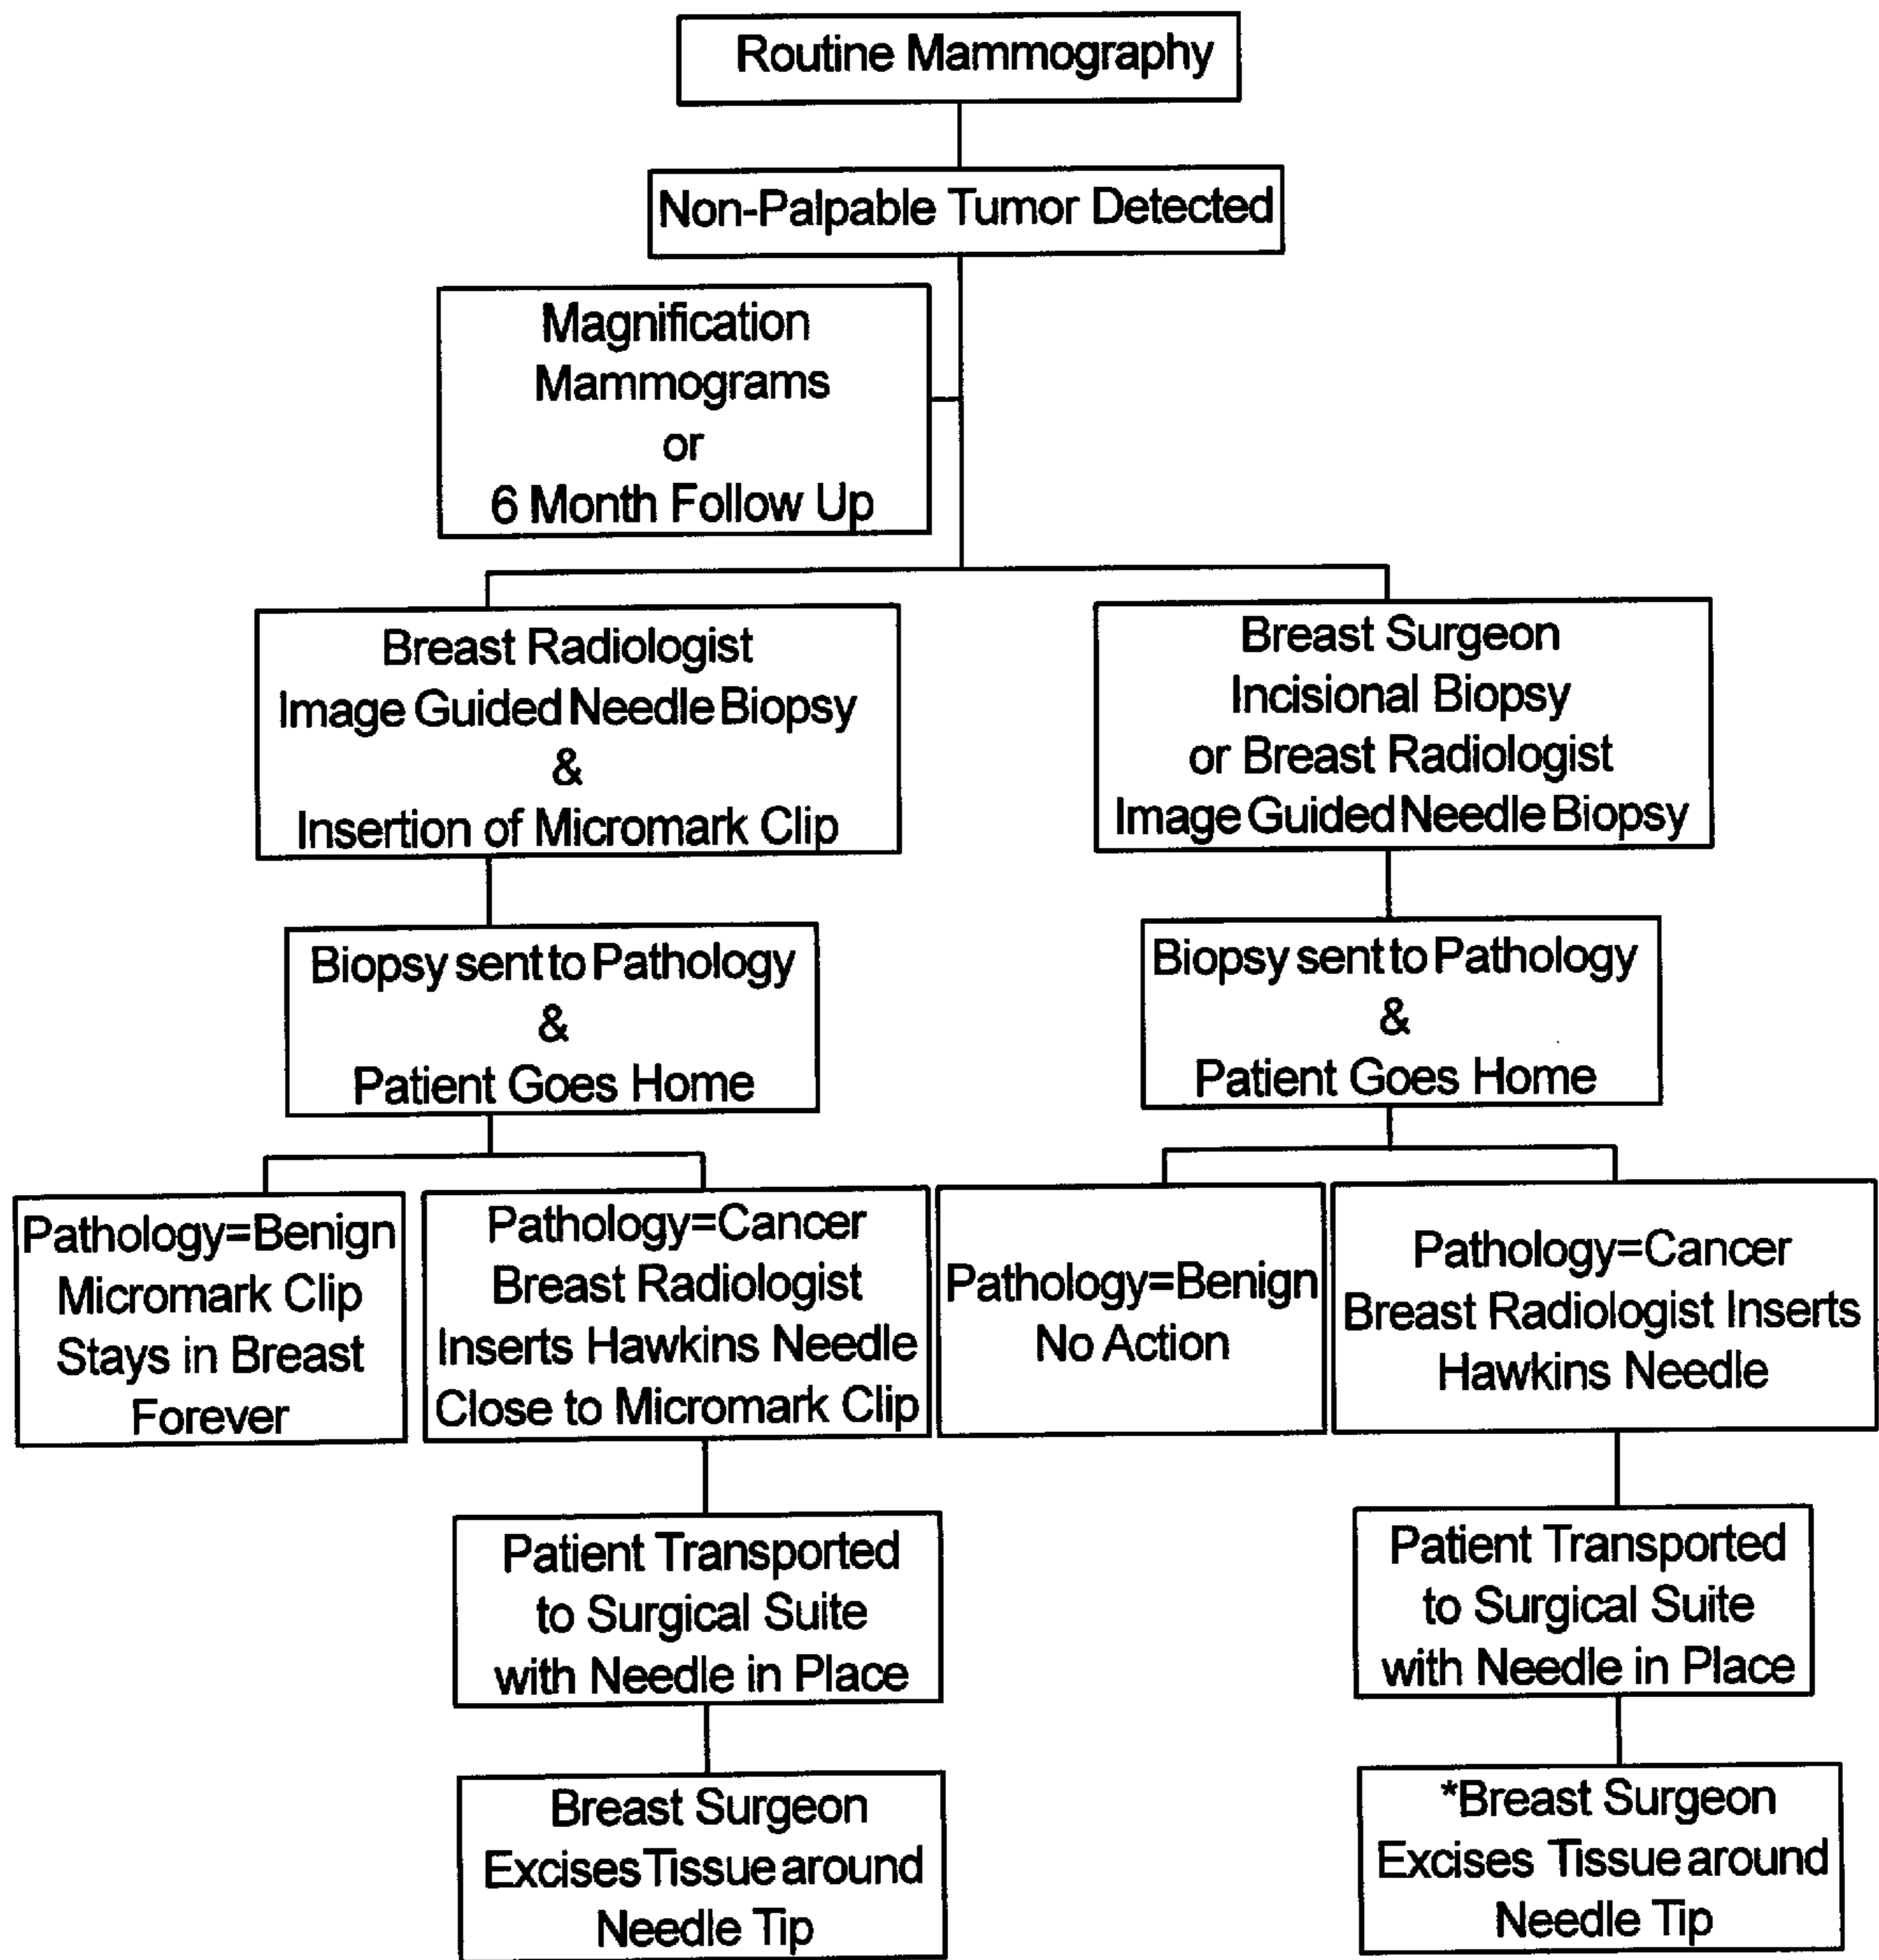 Routine Mammography
Non-Palpable Tumor Detected
Magnification
Mammograms
or
6 Month Follow Up
Breast Radiologist
Image Guided Needle Biopsy
&
Insertion of Micromark Clip
Breast Surgeon
Incisional Biopsy
or Breast Radiologist
Image Guided Needle Biopsy
Biopsy sent to Pathology
&
Patient Goes Home
Biopsy sent to Pathology
&
Patient Goes Home
Pathology=Benign
Micromark Clip
Stays in Breast
Forever
Pathology=Cancer
Breast Radiologist
Inserts Hawkins Needle
Close to Micromark Clip
Pathology=Benign
No Action
Pathology=Cancer
Breast Radiologist Inserts
Hawkins Needle
Patient Transported
to Surgical Suite
with Needle in Place
Patient Transported
to Surgical Suite
with Needle in Place
Breast Surgeon
Excises Tissue around
Needle Tip
*Breast Surgeon
Excises Tissue around
Needle Tip